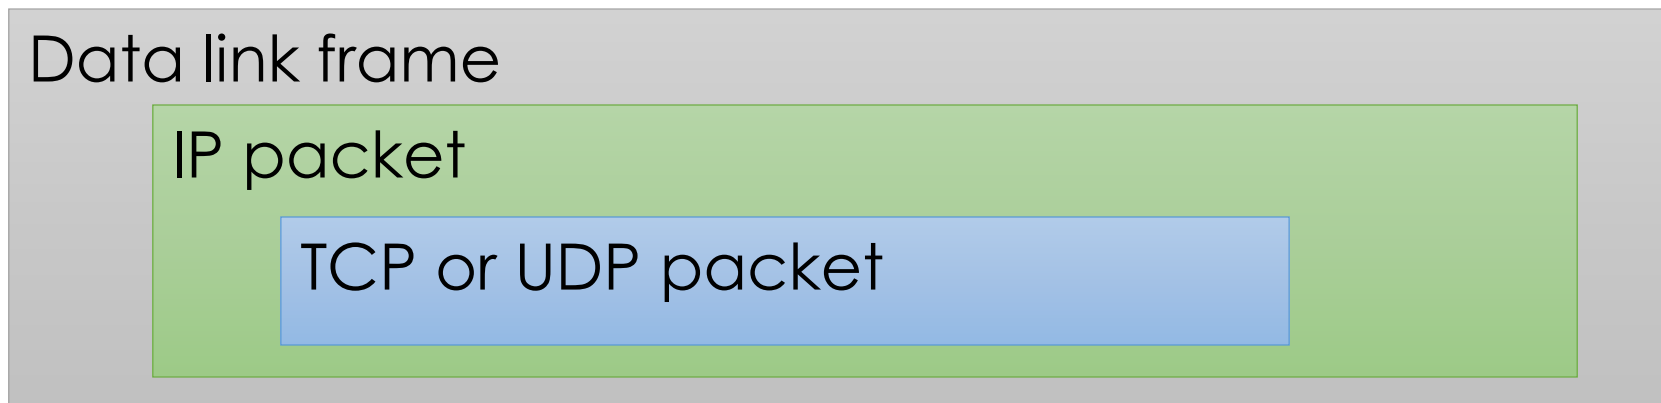 Data link frame
IP packet
TCP or UDP packet